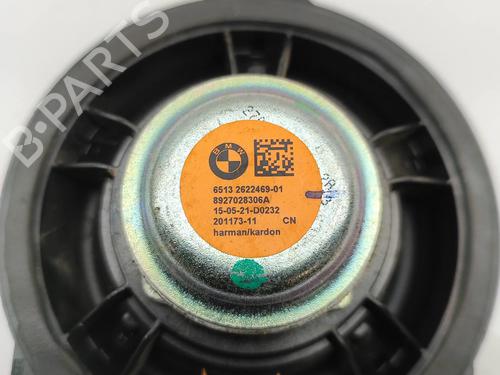 B-PARTS
BMW
6513 2622469-01
8927028306A
15-05-21-D0232
201173-11 CN
harman/kardon